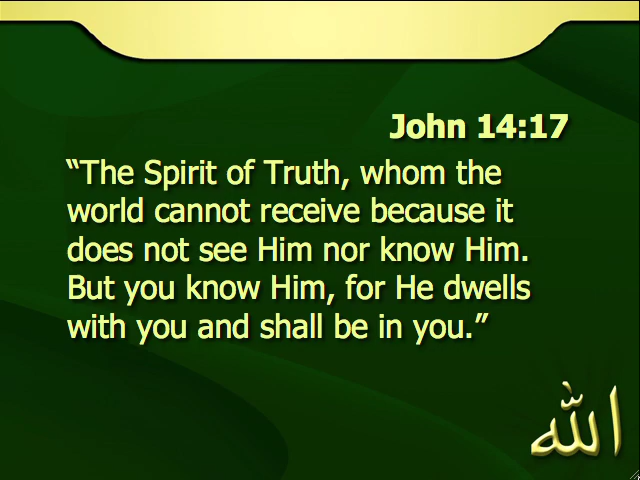 John 14:17
“The Spirit of Truth, whom the
world cannot receive because it
does not see Him nor know Him.
But you know Him, for He dwells
with you and shall be in you.”
الله